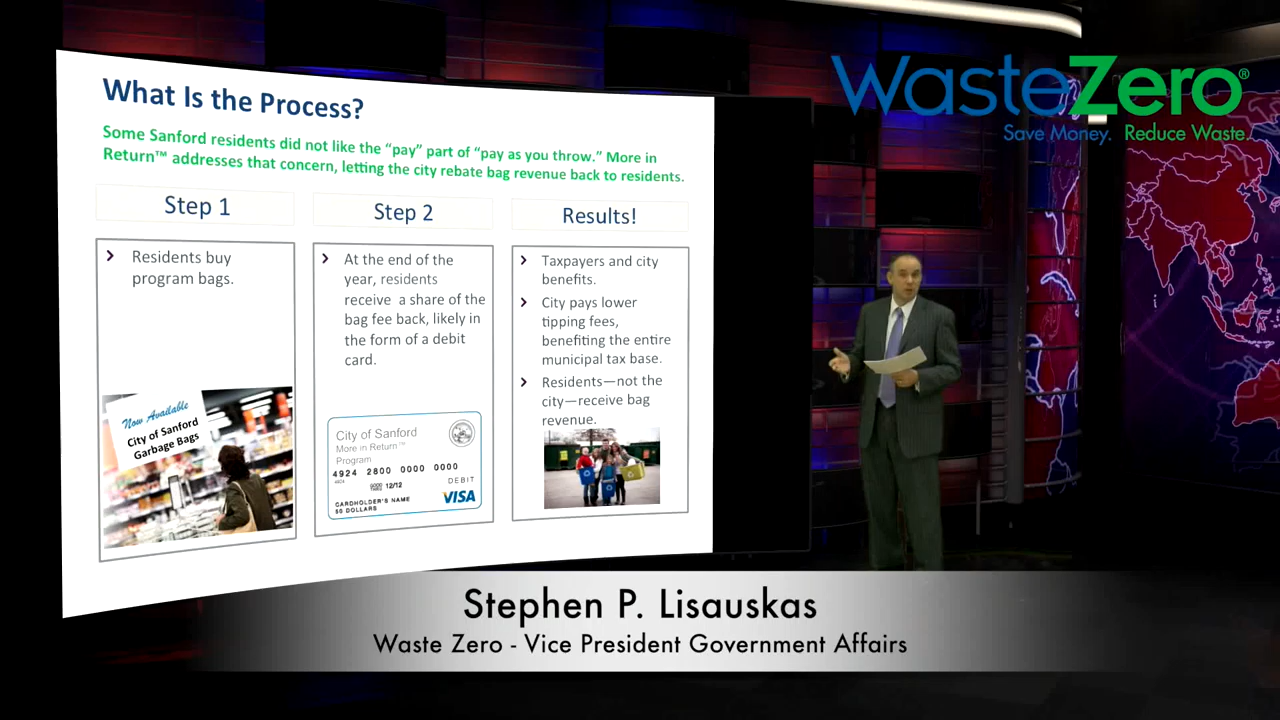 What Is the Process?
Some Sanford residents did not like the “pay” part of “pay as you throw.” More in
Return™ addresses that concern, letting the city rebate bag revenue back to residents.
Step 1
Residents buy
program bags.
Now Available
City of Sanford
Garbage Bags
Step 2
At the end of the
year, residents
receive a share of the
bag fee back, likely in
the form of a debit
card.
City of Sanford
More in Return™
Program
4924 2800 0000 0000
4924
GOOD
THRU 12/12
DEBIT
CARDHOLDER'S NAME
50 DOLLARS
VISA
Results!
Taxpayers and city
benefits.
City pays lower
tipping fees,
benefiting the entire
municipal tax base.
Residents—not the
city—receive bag
revenue.
WasteZero®
Save Money. Reduce Waste.
Stephen P. Lisauskas
Waste Zero - Vice President Government Affairs